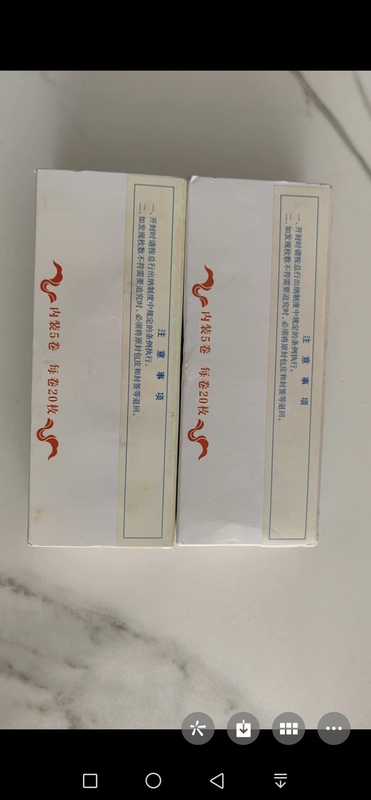 注意事项
一、开封时请按总行出纳制度中规定的条例执行。
二、如发现枚数不符需要追究时，必须将原封包皮和封签等退回。
内装5卷 每卷20枚
注意事项
一、开封时请按总行出纳制度中规定的条例执行。
二、如发现枚数不符需要追究时，必须将原封包皮和封签等退回。
内装5卷 每卷20枚